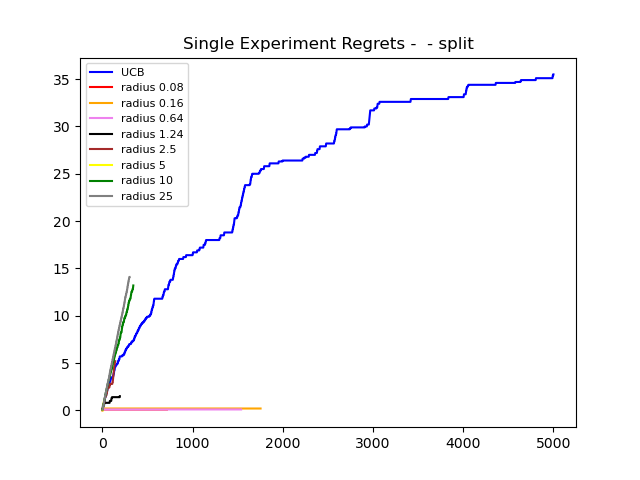 Single Experiment Regrets -  - split
35
30
25
20
15
10
5
0
UCB
radius 0.08
radius 0.16
radius 0.64
radius 1.24
radius 2.5
radius 5
radius 10
radius 25
0 1000 2000 3000 4000 5000